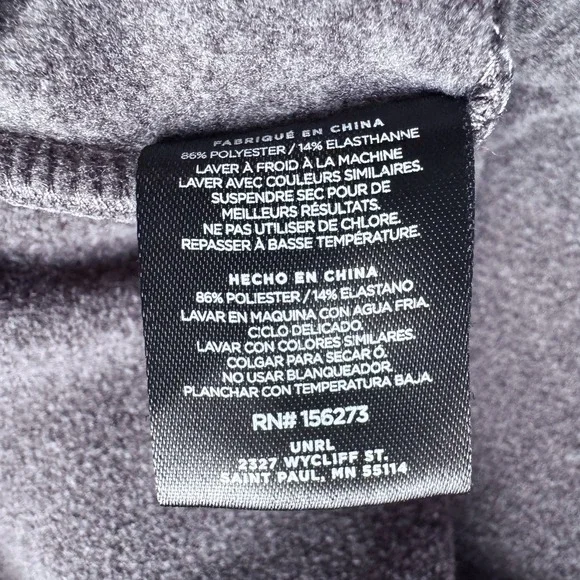 FABRIQUÉ EN CHINA
86% POLYESTER / 14% ELASTHANNE
LAVER À FROID À LA MACHINE
LAVER AVEC COULEURS SIMILAIRES.
SUSPENDRE SEC POUR DE
MEILLEURS RÉSULTATS.
NE PAS UTILISER DE CHLORE.
REPASSER À BASSE TEMPÉRATURE.
HECHO EN CHINA
86% POLIESTER / 14% ELASTANO
LAVAR EN MAQUINA CON AGUA FRIA,
CICLO DELICADO.
LAVAR CON COLORES SIMILARES.
COLGAR PARA SECAR Ó.
NO USAR BLANQUEADOR.
PLANCHAR CON TEMPERATURA BAJA.
RN# 156273
UNRL
2327 WYCLIFF ST.
SAINT PAUL, MN 55114